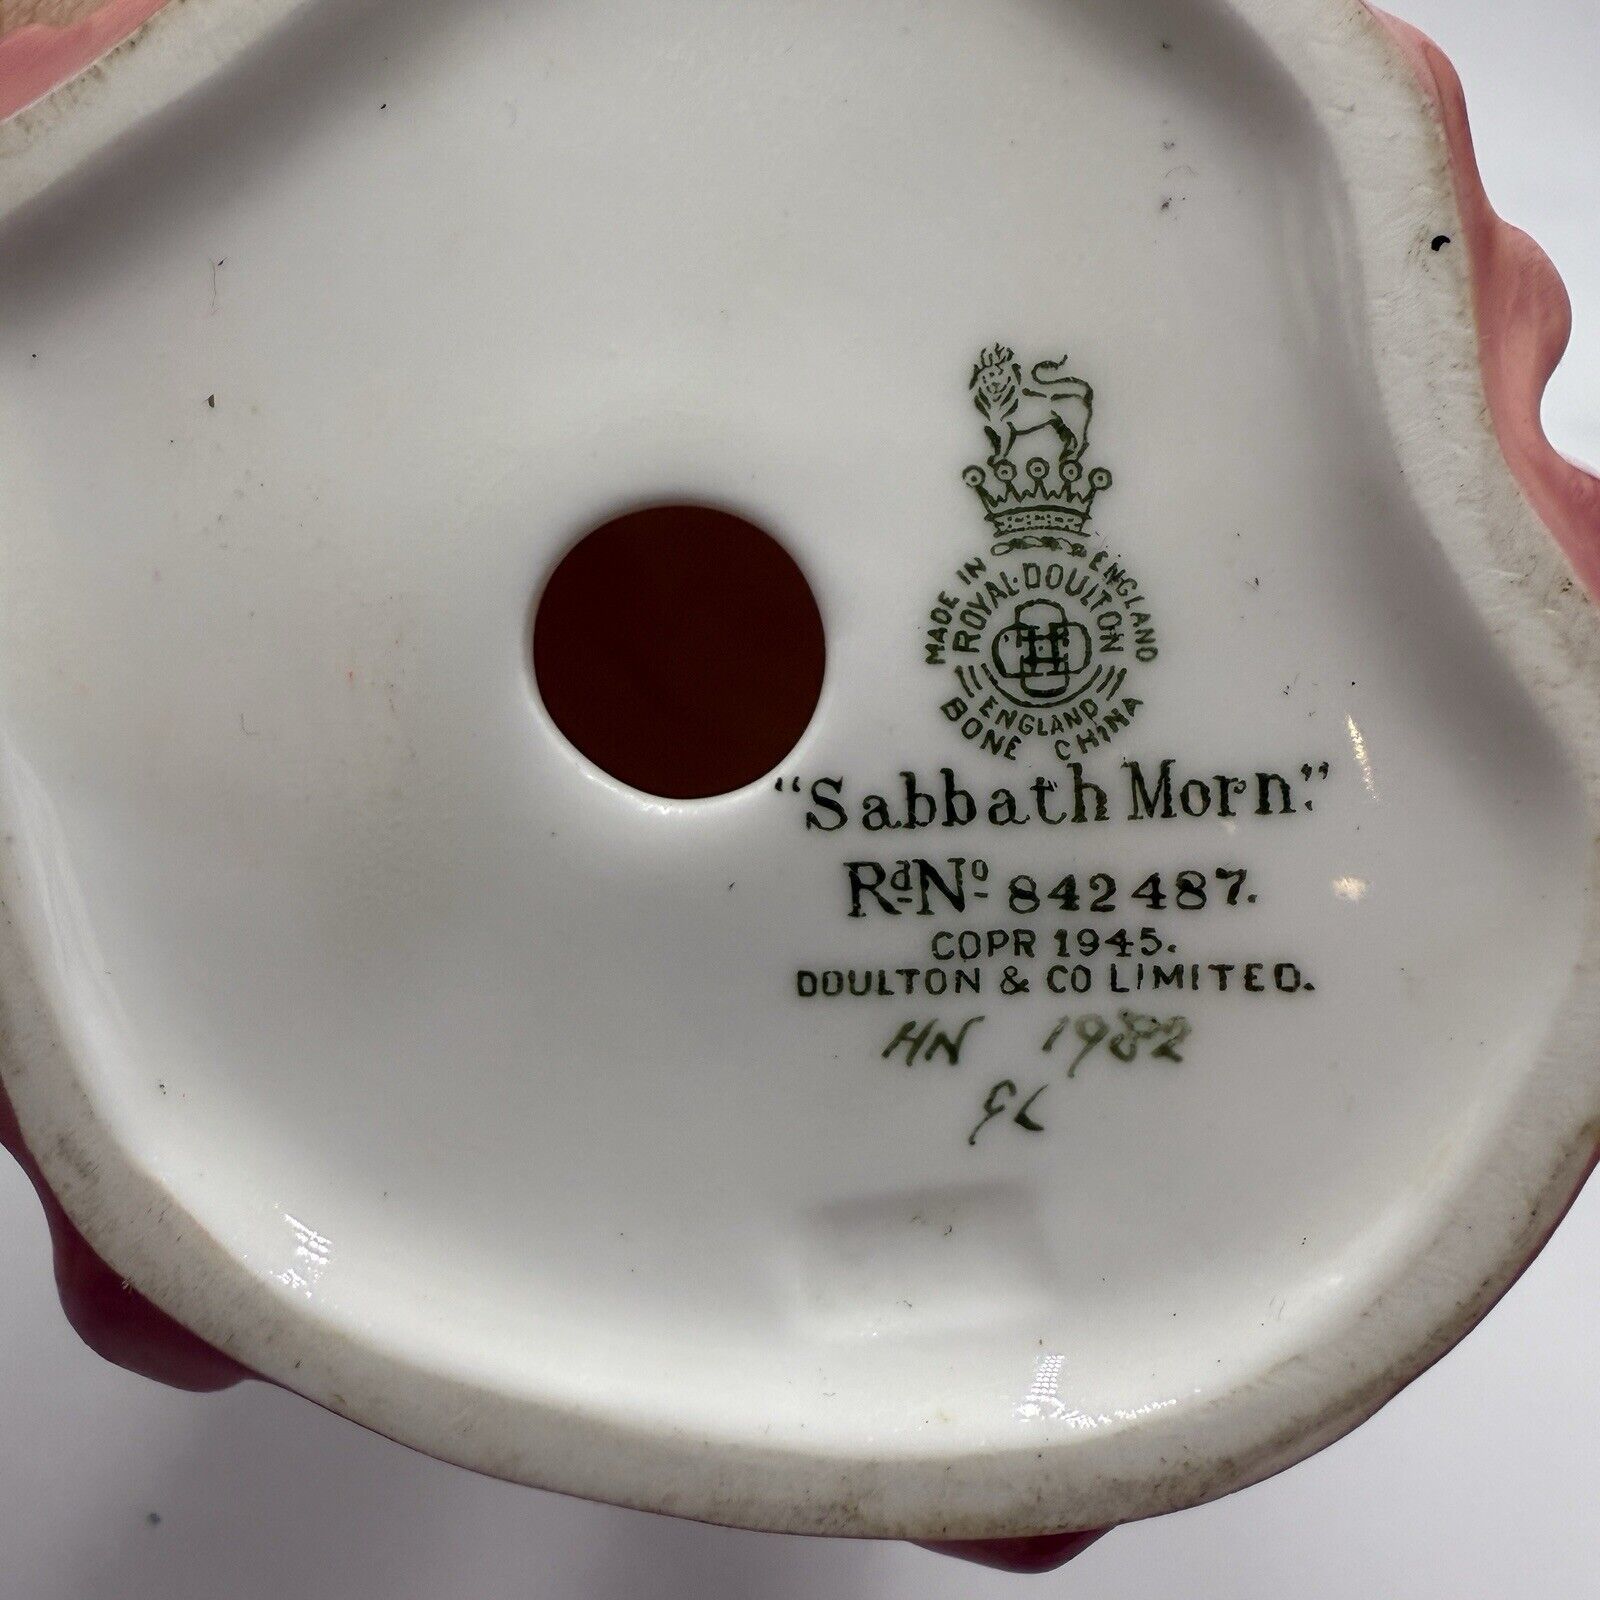 MADE IN ENGLAND
ROYAL·DOULTON
ENGLAND
BONE CHINA
"Sabbath Morn."
Rd No 842487.
COPR 1945.
DOULTON & CO LIMITED.
HN 1982
GL